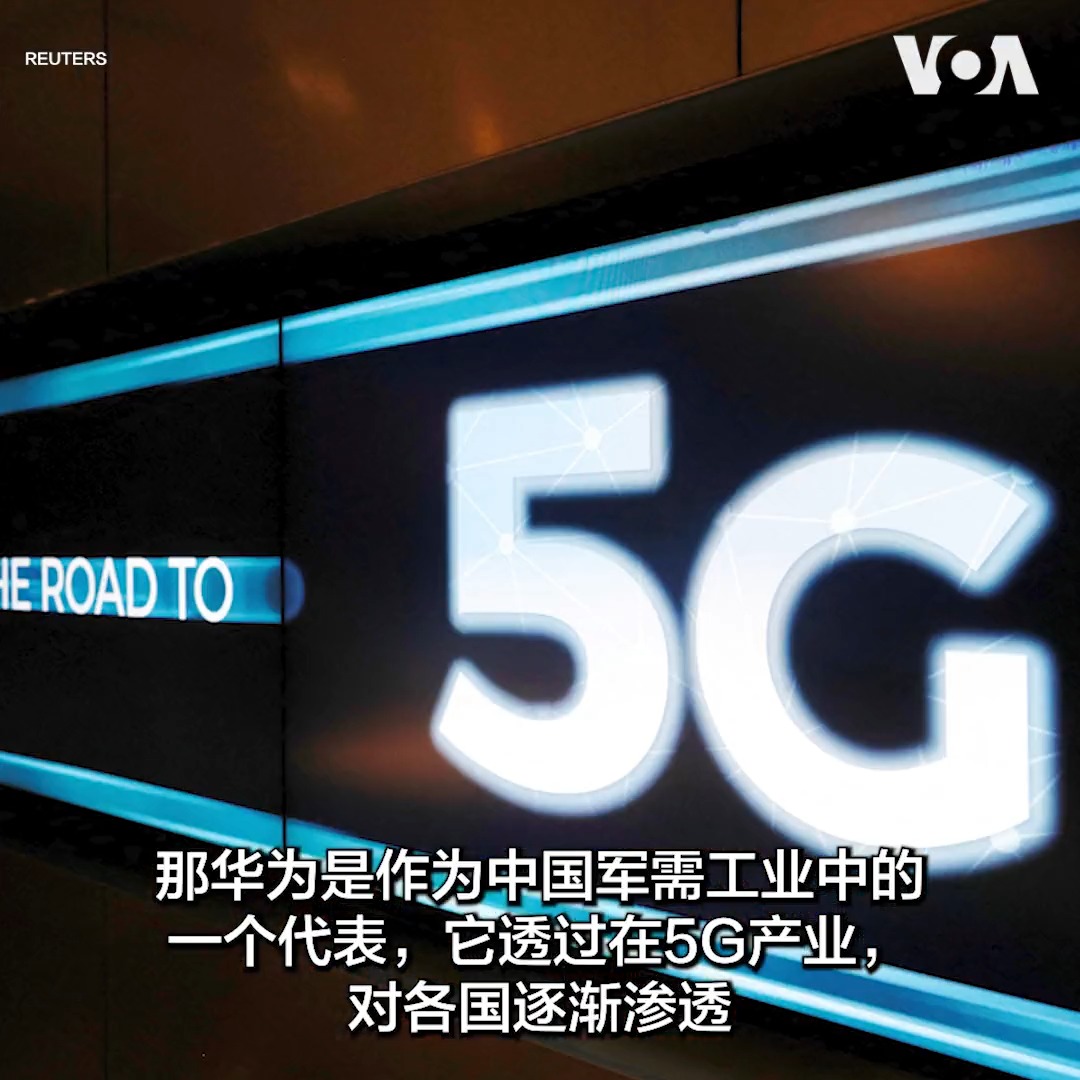 REUTERS
VOA
HE ROAD TO
5G
那华为是作为中国军需工业中的
一个代表，它透过在5G产业，
对各国逐渐渗透